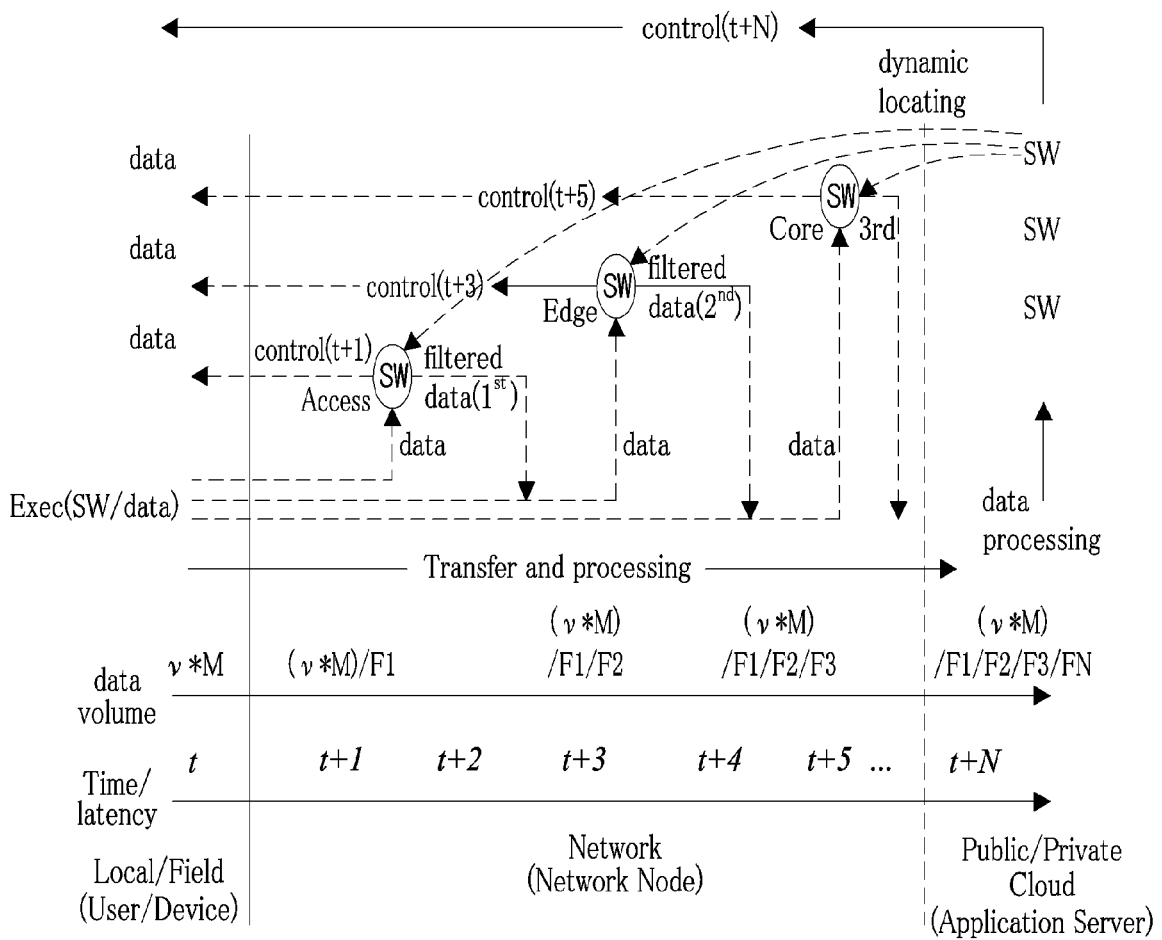 control(t+N)
dynamic
locating
data
SW
control(t+5)
SW
Core 3rd
SW
data
control(t+3)
SW
filtered
data(2nd)
Edge
SW
data
control(t+1)
SW
filtered
data(1st)
Access
data
data
data
Exec(SW/data)
data
processing
Transfer and processing
data
volume
ν*M
(ν*M)/F1
(ν*M)
/F1/F2
(ν*M)
/F1/F2/F3
(ν*M)
/F1/F2/F3/FN
Time/
latency
t
t+1
t+2
t+3
t+4
t+5
...
t+N
Local/Field
(User/Device)
Network
(Network Node)
Public/Private
Cloud
(Application Server)